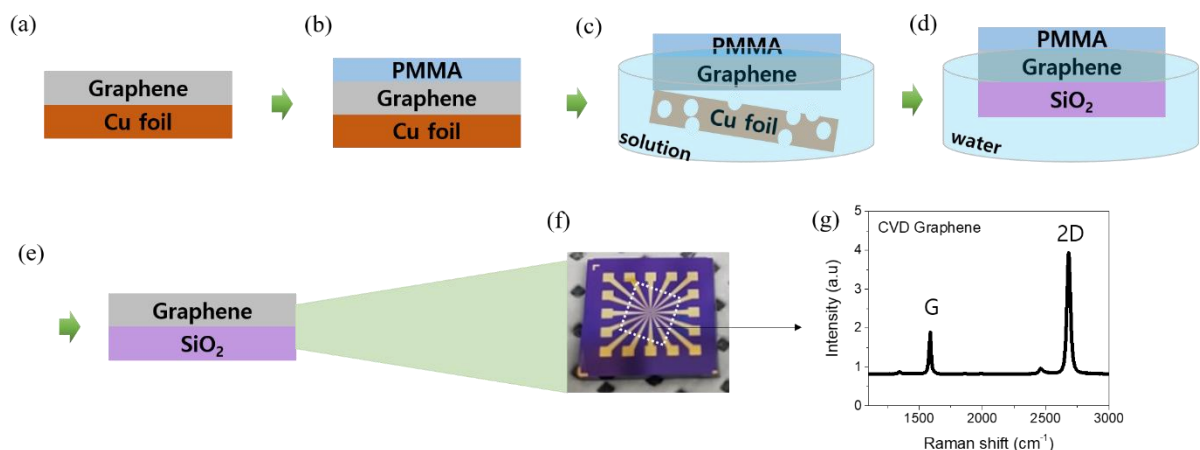 (a)
Graphene
Cu foil
(b)
PMMA
Graphene
Cu foil
(c)
PMMA
Graphene
Cu foil
solution
(d)
PMMA
Graphene
SiO₂
water
(e)
Graphene
SiO₂
(f)
(g)
CVD Graphene
G
2D
Intensity (a.u)
5
4
3
2
1
0
1500
2000
2500
3000
Raman shift (cm⁻¹)